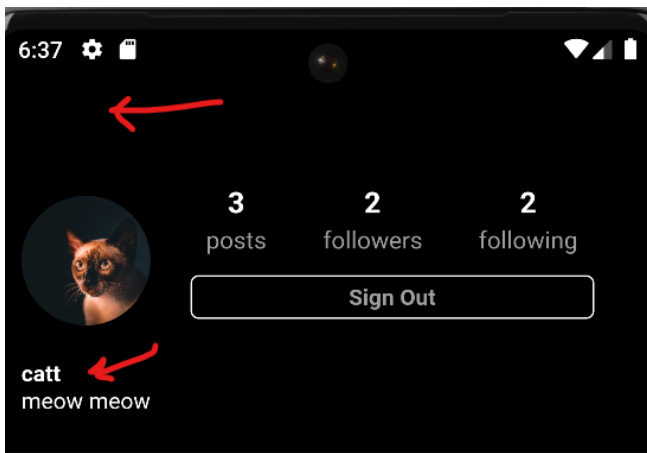 6:37
3 2 2
posts followers following
Sign Out
catt
meow meow